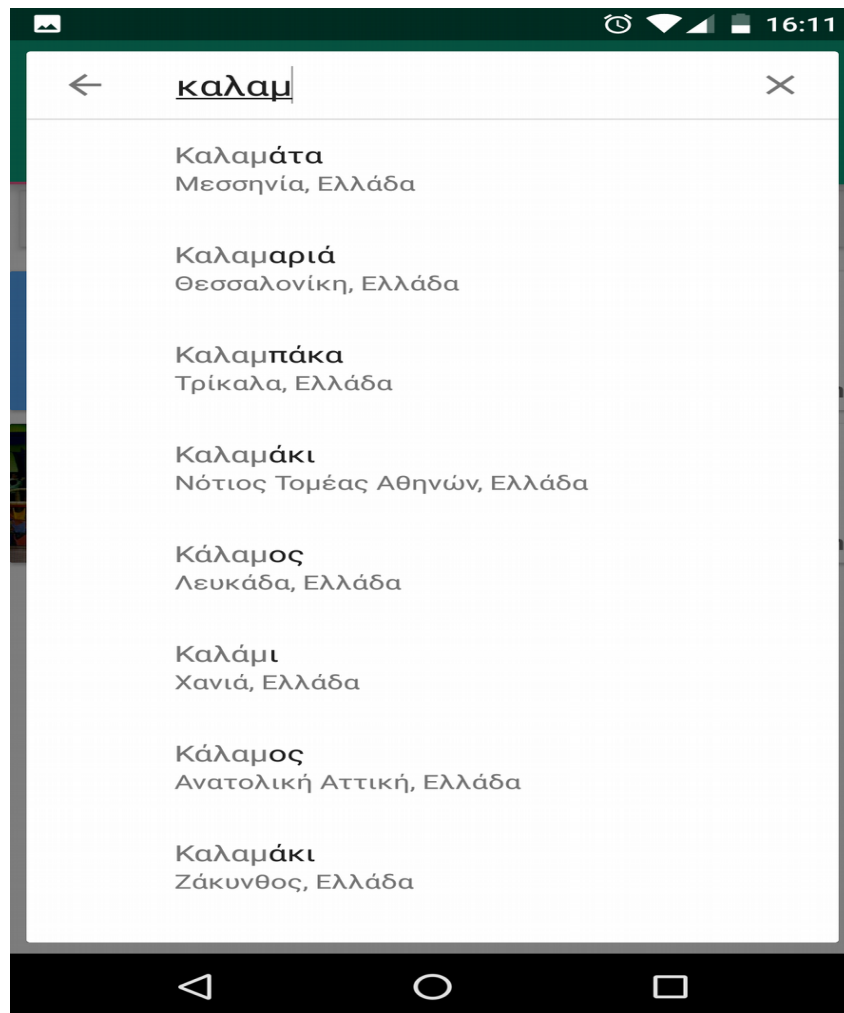 16:11
καλαμ
Καλαμάτα
Μεσσηνία, Ελλάδα
Καλαμαριά
Θεσσαλονίκη, Ελλάδα
Καλαμπάκα
Τρίκαλα, Ελλάδα
Καλαμάκι
Νότιος Τομέας Αθηνών, Ελλάδα
Κάλαμος
Λευκάδα, Ελλάδα
Καλάμι
Χανιά, Ελλάδα
Κάλαμος
Ανατολική Αττική, Ελλάδα
Καλαμάκι
Ζάκυνθος, Ελλάδα